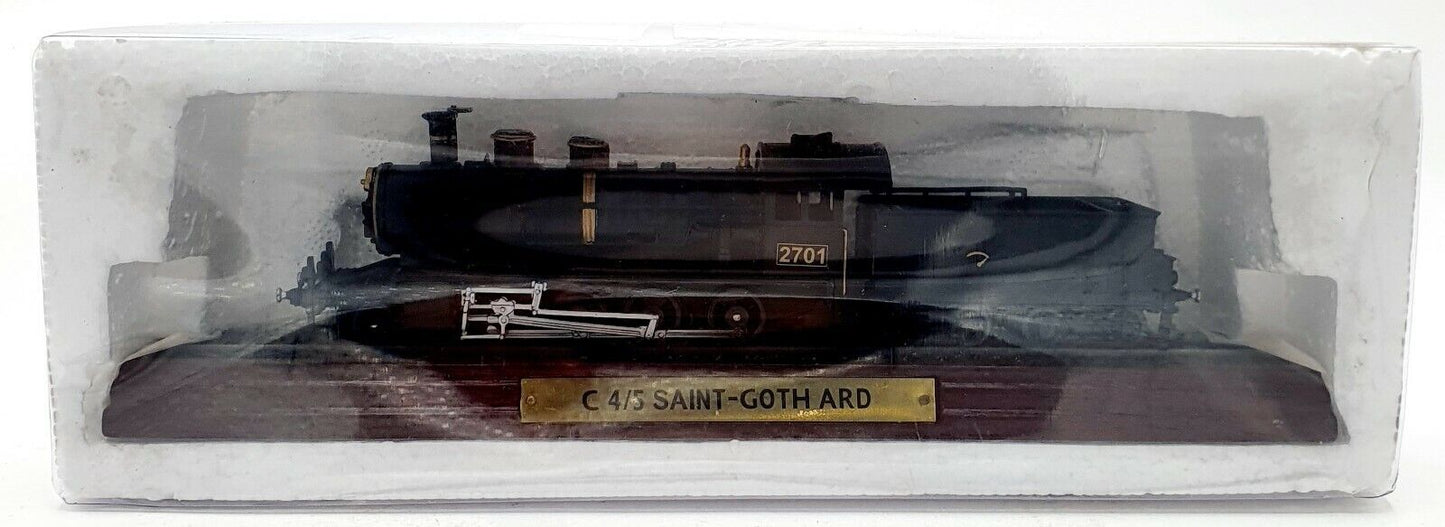 2701
C 4/5 SAINT-GOTH ARD